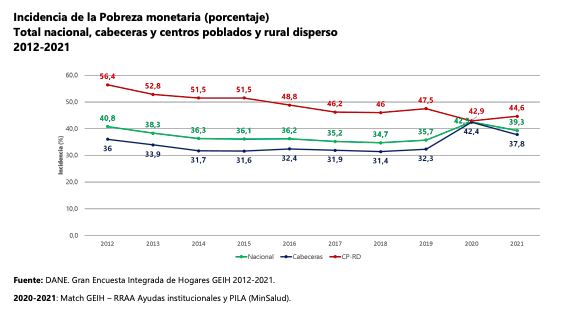 Incidencia de la Pobreza monetaria (porcentaje)
Total nacional, cabeceras y centros poblados y rural disperso
2012-2021
Incidencia (%)
60,0
50,0
40,0
30,0
20,0
10,0
0,0
56,4 52,8 51,5 51,5 48,8 46,2 46 47,5 42,9 44,6
40,8 38,3 36,3 36,1 36,2 35,2 34,7 35,7 39,3
36 33,9 31,7 31,6 32,4 31,9 31,4 32,3 42,4 37,8
2012 2013 2014 2015 2016 2017 2018 2019 2020 2021
Nacional Cabeceras CP-RD
Fuente: DANE. Gran Encuesta Integrada de Hogares GEIH 2012-2021.
2020-2021: Match GEIH – RRAA Ayudas institucionales y PILA (MinSalud).